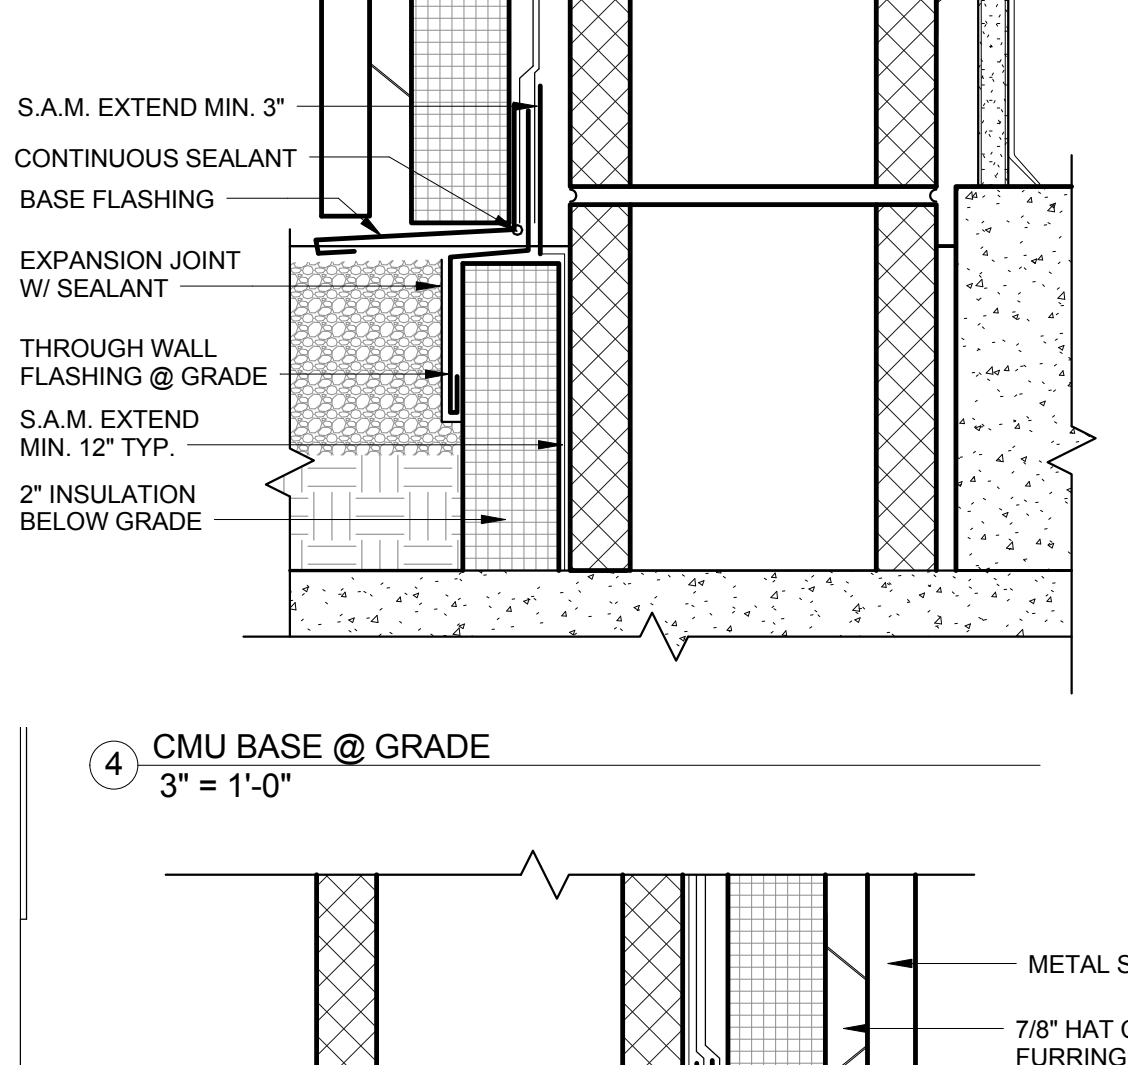 S.A.M. EXTEND MIN. 3"
CONTINUOUS SEALANT
BASE FLASHING
EXPANSION JOINT
W/ SEALANT
THROUGH WALL
FLASHING @ GRADE
S.A.M. EXTEND
MIN. 12" TYP.
2" INSULATION
BELOW GRADE
4
CMU BASE @ GRADE
3" = 1'-0"
METAL S
7/8" HAT
FURRING